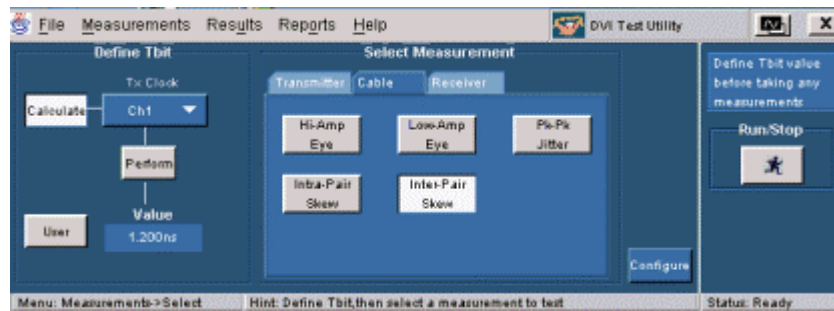 File Measurements Results Reports Help DVI Test Utility X
Define Tbit
Tx Clock
Calculate
Ch1
Perform
User
Value
1.200ns
Select Measurement
Transmitter Cable Receiver
Hi-Amp
Eye
Low-Amp
Eye
Pk-Pk
Jitter
Intra-Pair
Skew
Inter-Pair
Skew
Configure
Define Tbit value
before taking any
measurements
Run/Stop
Menu: Measurements->Select
Hint: Define Tbit,then select a measurement to test
Status: Ready